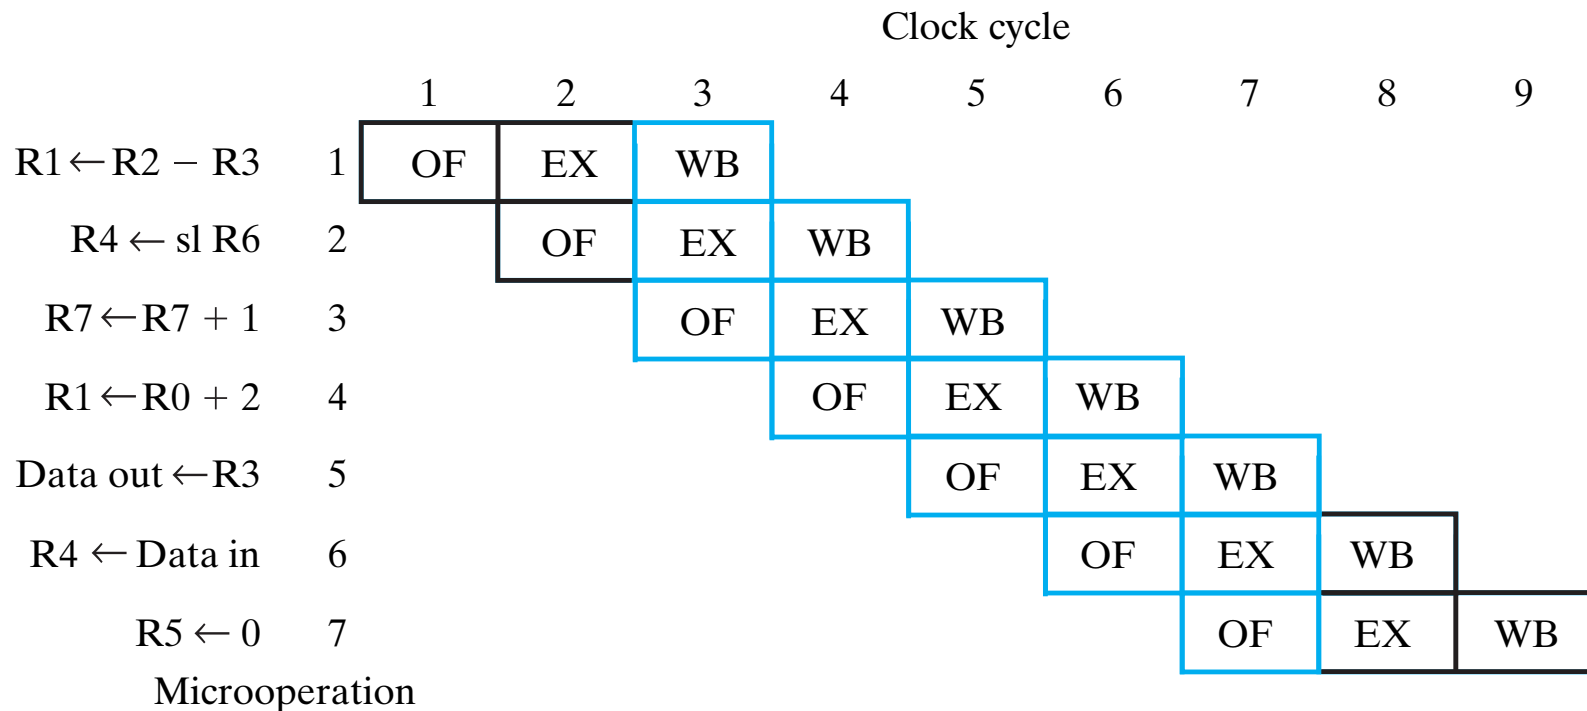 Clock cycle
1 2 3 4 5 6 7 8 9
R1 ← R2 − R3 1 OF EX WB
R4 ← sl R6 2 OF EX WB
R7 ← R7 + 1 3 OF EX WB
R1 ← R0 + 2 4 OF EX WB
Data out ← R3 5 OF EX WB
R4 ← Data in 6 OF EX WB
R5 ← 0 7 OF EX WB
Microoperation